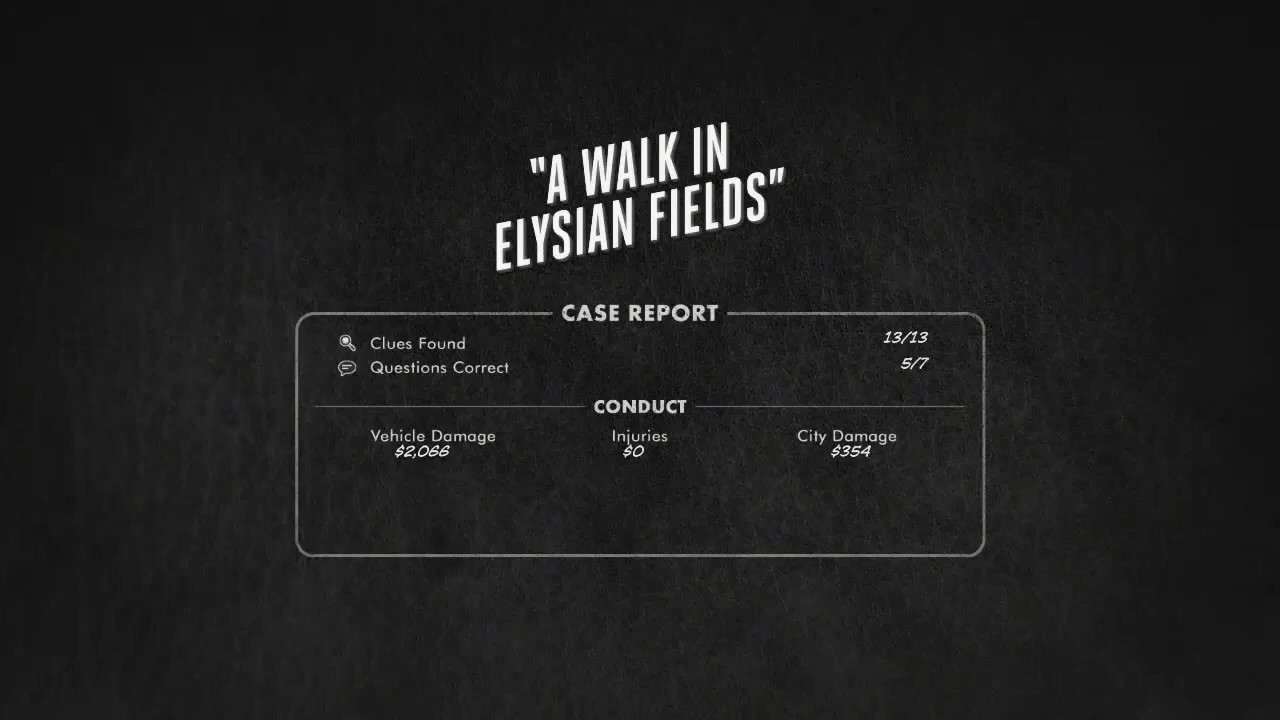 "A WALK IN
ELYSIAN FIELDS"
CASE REPORT
Clues Found 13/13
Questions Correct 5/7
CONDUCT
Vehicle Damage Injuries City Damage
$2,066 $0 $354